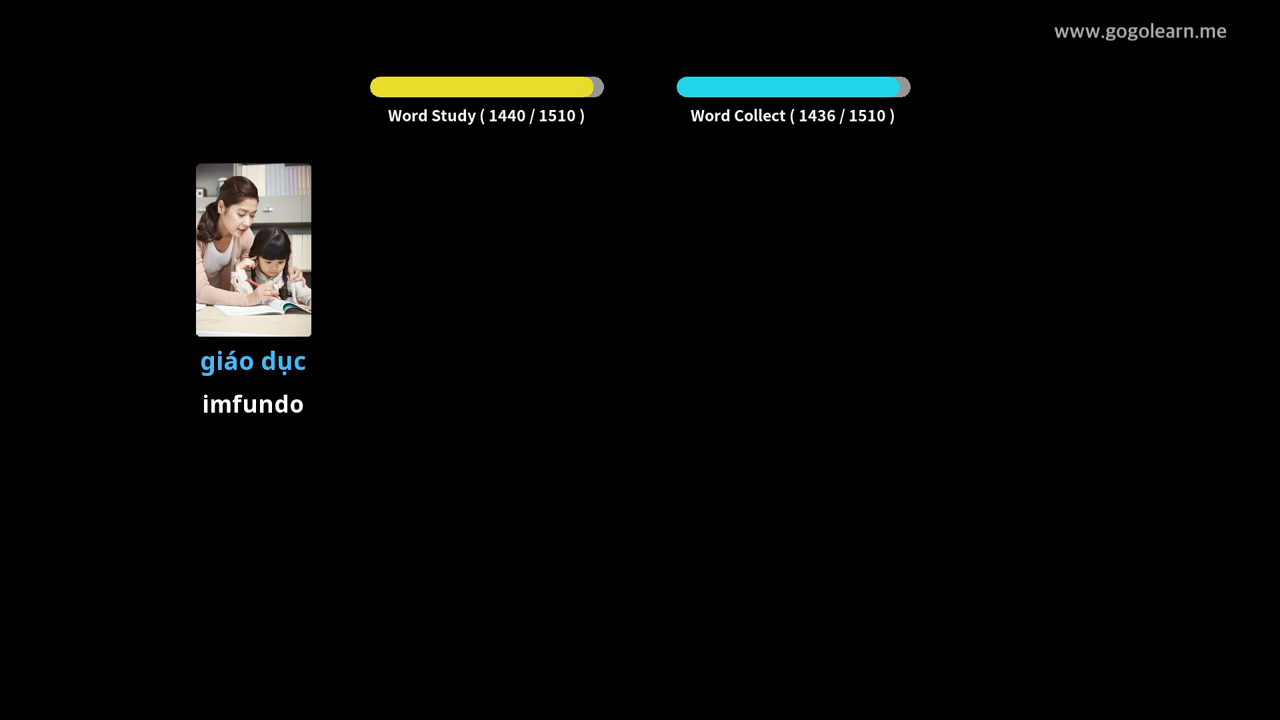 www.gogolearn.me
Word Study ( 1440 / 1510 )
Word Collect ( 1436 / 1510 )
giáo dục
imfundo